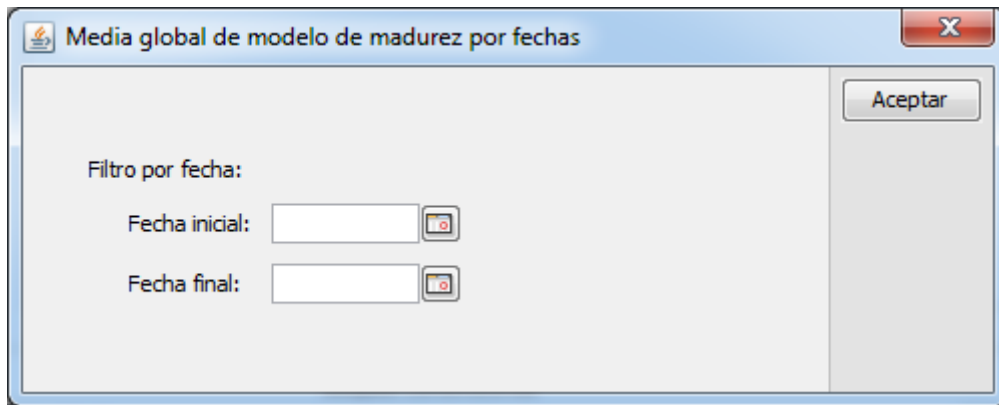 Media global de modelo de madurez por fechas
Aceptar
Filtro por fecha:
Fecha inicial:
Fecha final: